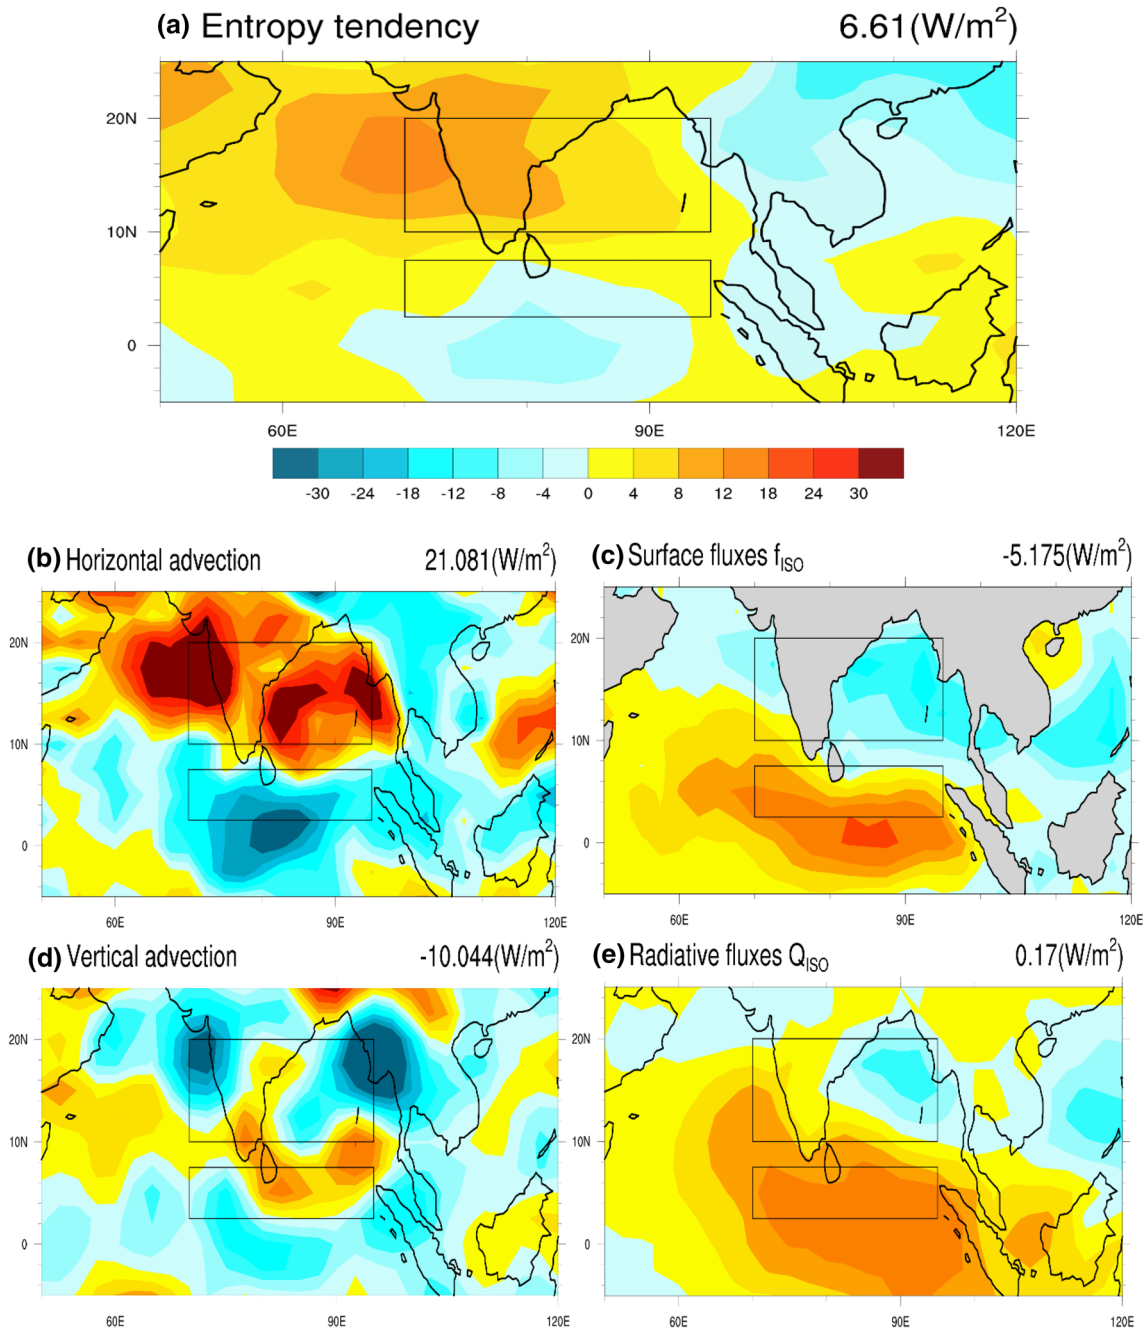 (a) Entropy tendency 6.61(W/m²)
20N
10N
0
60E 90E 120E
-30 -24 -18 -12 -8 -4 0 4 8 12 18 24 30
(b) Horizontal advection 21.081(W/m²)
20N
10N
0
60E 90E 120E
(c) Surface fluxes f_ISO -5.175(W/m²)
20N
10N
0
60E 90E 120E
(d) Vertical advection -10.044(W/m²)
20N
10N
0
60E 90E 120E
(e) Radiative fluxes Q_ISO 0.17(W/m²)
20N
10N
0
60E 90E 120E